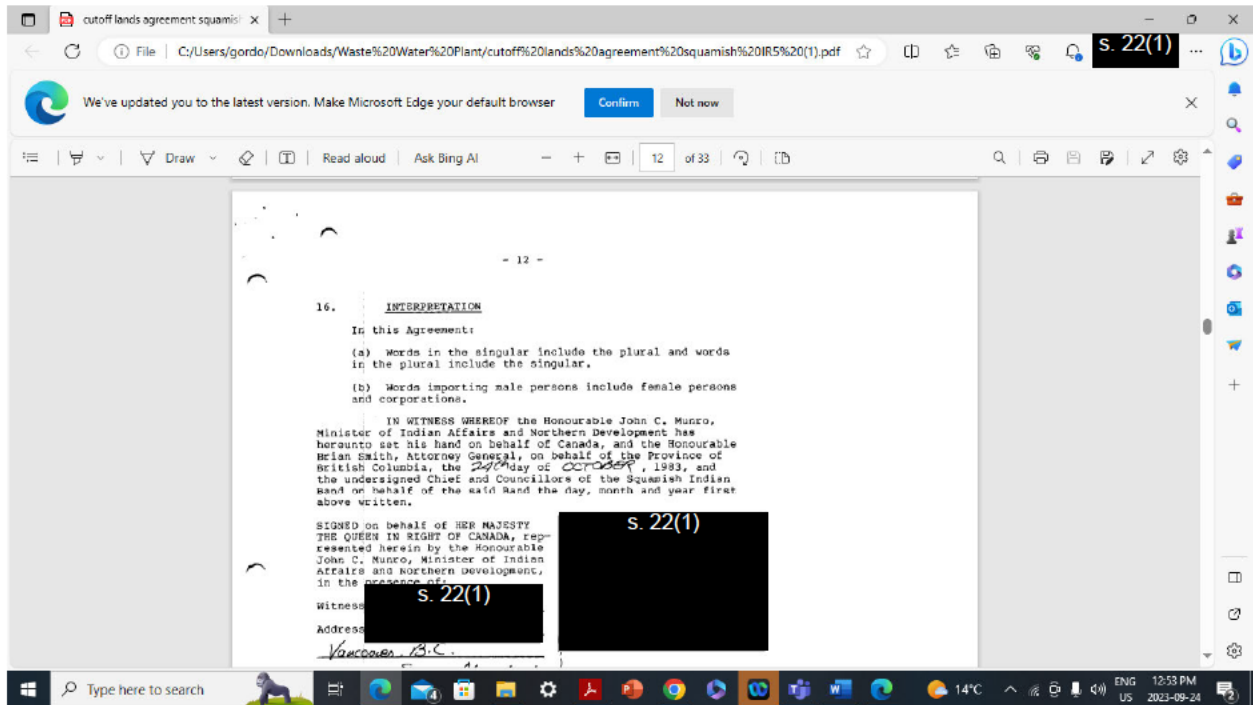 cutoff lands agreement squamis
File | C:/Users/gordo/Downloads/Waste%20Water%20Plant/cutoff%20lands%20agreement%20squamish%20IR5%20(1).pdf
s. 22(1)
We've updated you to the latest version. Make Microsoft Edge your default browser
Confirm
Not now
Draw
Read aloud
Ask Bing AI
12 of 33
- 12 -
16. INTERPRETATION
In this Agreement:
(a) Words in the singular include the plural and words
in the plural include the singular.
(b) Words importing male persons include female persons
and corporations.
IN WITNESS WHEREOF the Honourable John C. Munro,
Minister of Indian Affairs and Northern Development has
hereunto set his hand on behalf of Canada, and the Honourable
Brian Smith, Attorney General, on behalf of the Province of
British Columbia, the 24th day of OCTOBER, 1983, and
the undersigned Chief and Councillors of the Squamish Indian
Band on behalf of the said Band the day, month and year first
above written.
SIGNED on behalf of HER MAJESTY
THE QUEEN IN RIGHT OF CANADA, rep-
resented herein by the Honourable
John C. Munro, Minister of Indian
Affairs and Northern Development,
in the presence of:
s. 22(1)
s. 22(1)
Witness
Address
Vancouver B.C.
Type here to search
14°C
ENG
US
12:53 PM
2023-09-24